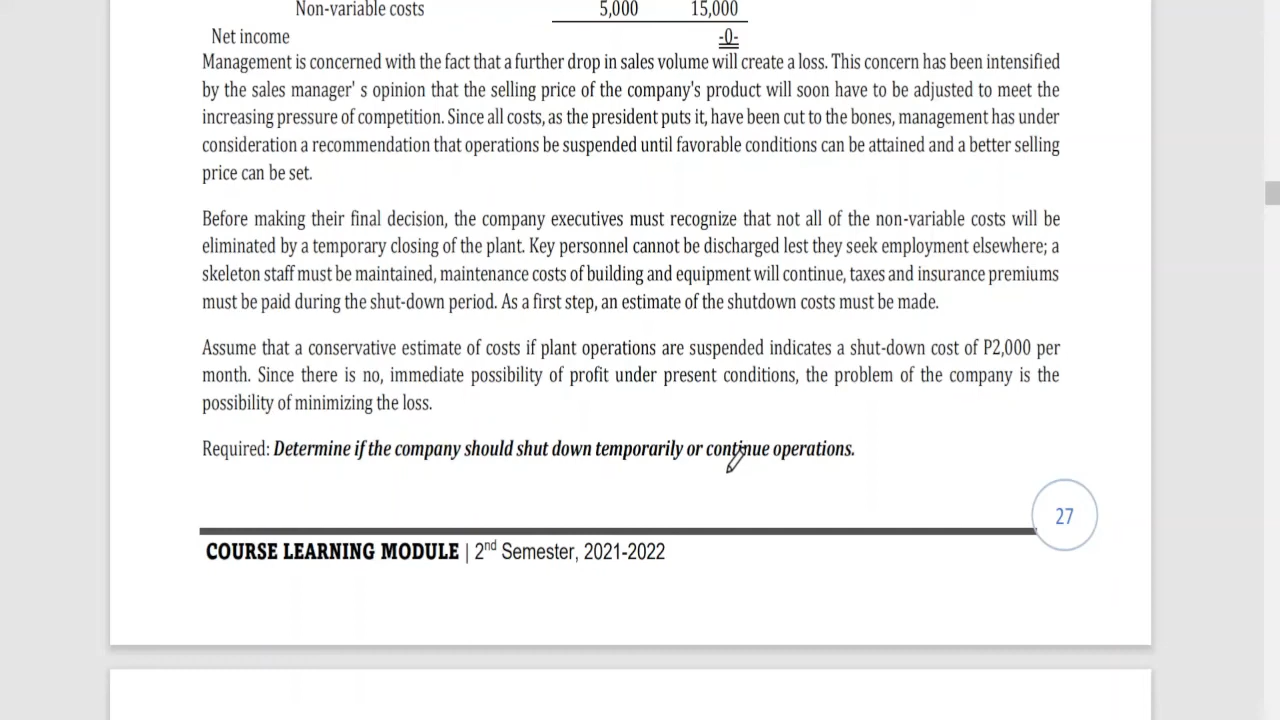 Non-variable costs 5,000 15,000
Net income -0-
Management is concerned with the fact that a further drop in sales volume will create a loss. This concern has been intensified
by the sales manager' s opinion that the selling price of the company's product will soon have to be adjusted to meet the
increasing pressure of competition. Since all costs, as the president puts it, have been cut to the bones, management has under
consideration a recommendation that operations be suspended until favorable conditions can be attained and a better selling
price can be set.
Before making their final decision, the company executives must recognize that not all of the non-variable costs will be
eliminated by a temporary closing of the plant. Key personnel cannot be discharged lest they seek employment elsewhere; a
skeleton staff must be maintained, maintenance costs of building and equipment will continue, taxes and insurance premiums
must be paid during the shut-down period. As a first step, an estimate of the shutdown costs must be made.
Assume that a conservative estimate of costs if plant operations are suspended indicates a shut-down cost of P2,000 per
month. Since there is no, immediate possibility of profit under present conditions, the problem of the company is the
possibility of minimizing the loss.
Required: Determine if the company should shut down temporarily or continue operations.
27
COURSE LEARNING MODULE | 2nd Semester, 2021-2022